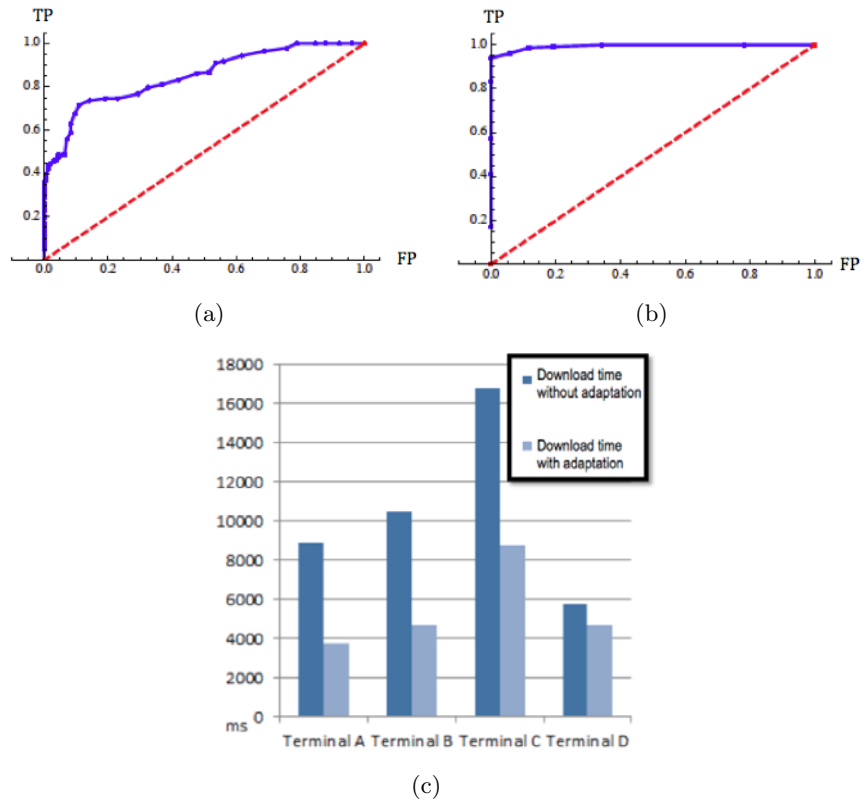 TP
1.0
0.8
0.6
0.4
0.2
0.0 0.2 0.4 0.6 0.8 1.0 FP
(a)
TP
1.0
0.8
0.6
0.4
0.2
0.0 0.2 0.4 0.6 0.8 1.0 FP
(b)
18000
16000
14000
12000
10000
8000
6000
4000
2000
0
ms
Terminal A Terminal B Terminal C Terminal D
Download time
without adaptation
Download time
with adaptation
(c)